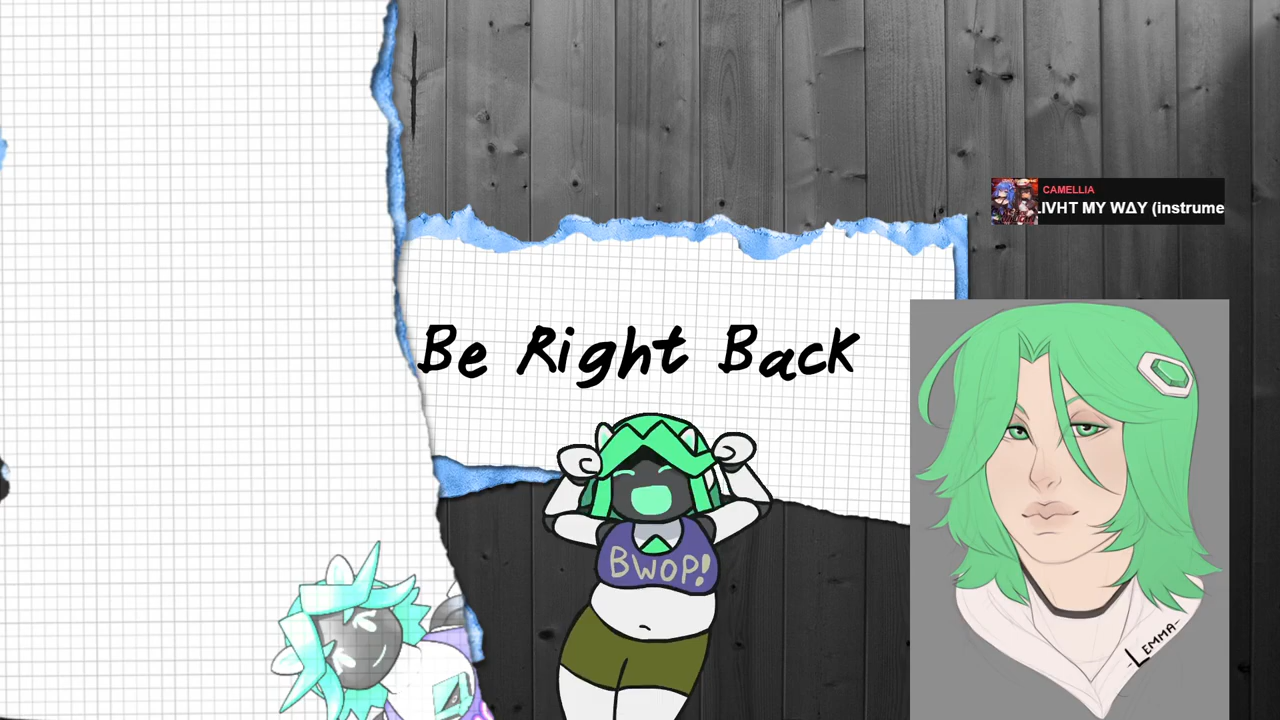 CAMELLIA
IVHT MY WΔY (instrume
Be Right Back
BWOP!
-LEMMA-